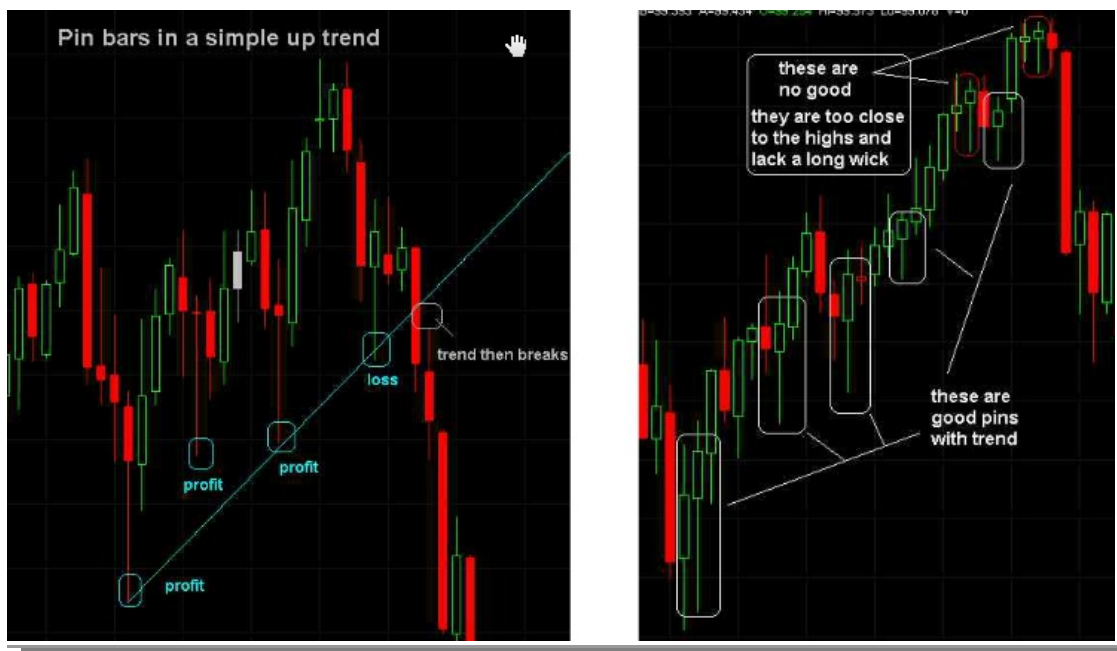 Pin bars in a simple up trend
trend then breaks
loss
profit
profit
profit
these are
no good
they are too close
to the highs and
lack a long wick
these are
good pins
with trend